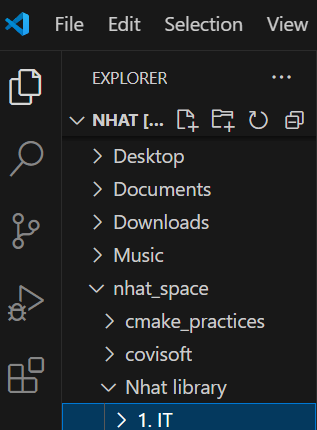 File Edit Selection View
EXPLORER ...
NHAT [...
Desktop
Documents
Downloads
Music
nhat_space
cmake_practices
covisoft
Nhat library
1. IT